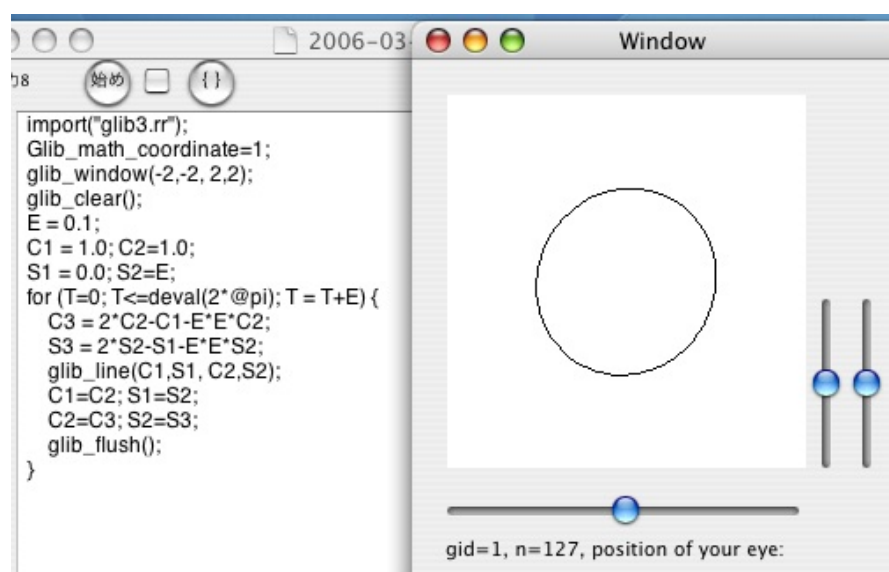 2006-03-
Window
8
始め
{ }
import("glib3.rr");
Glib_math_coordinate=1;
glib_window(-2,-2, 2,2);
glib_clear();
E = 0.1;
C1 = 1.0; C2=1.0;
S1 = 0.0; S2=E;
for (T=0; T<=deval(2*@pi); T = T+E) {
C3 = 2*C2-C1-E*E*C2;
S3 = 2*S2-S1-E*E*S2;
glib_line(C1,S1, C2,S2);
C1=C2; S1=S2;
C2=C3; S2=S3;
glib_flush();
}
gid=1, n=127, position of your eye: